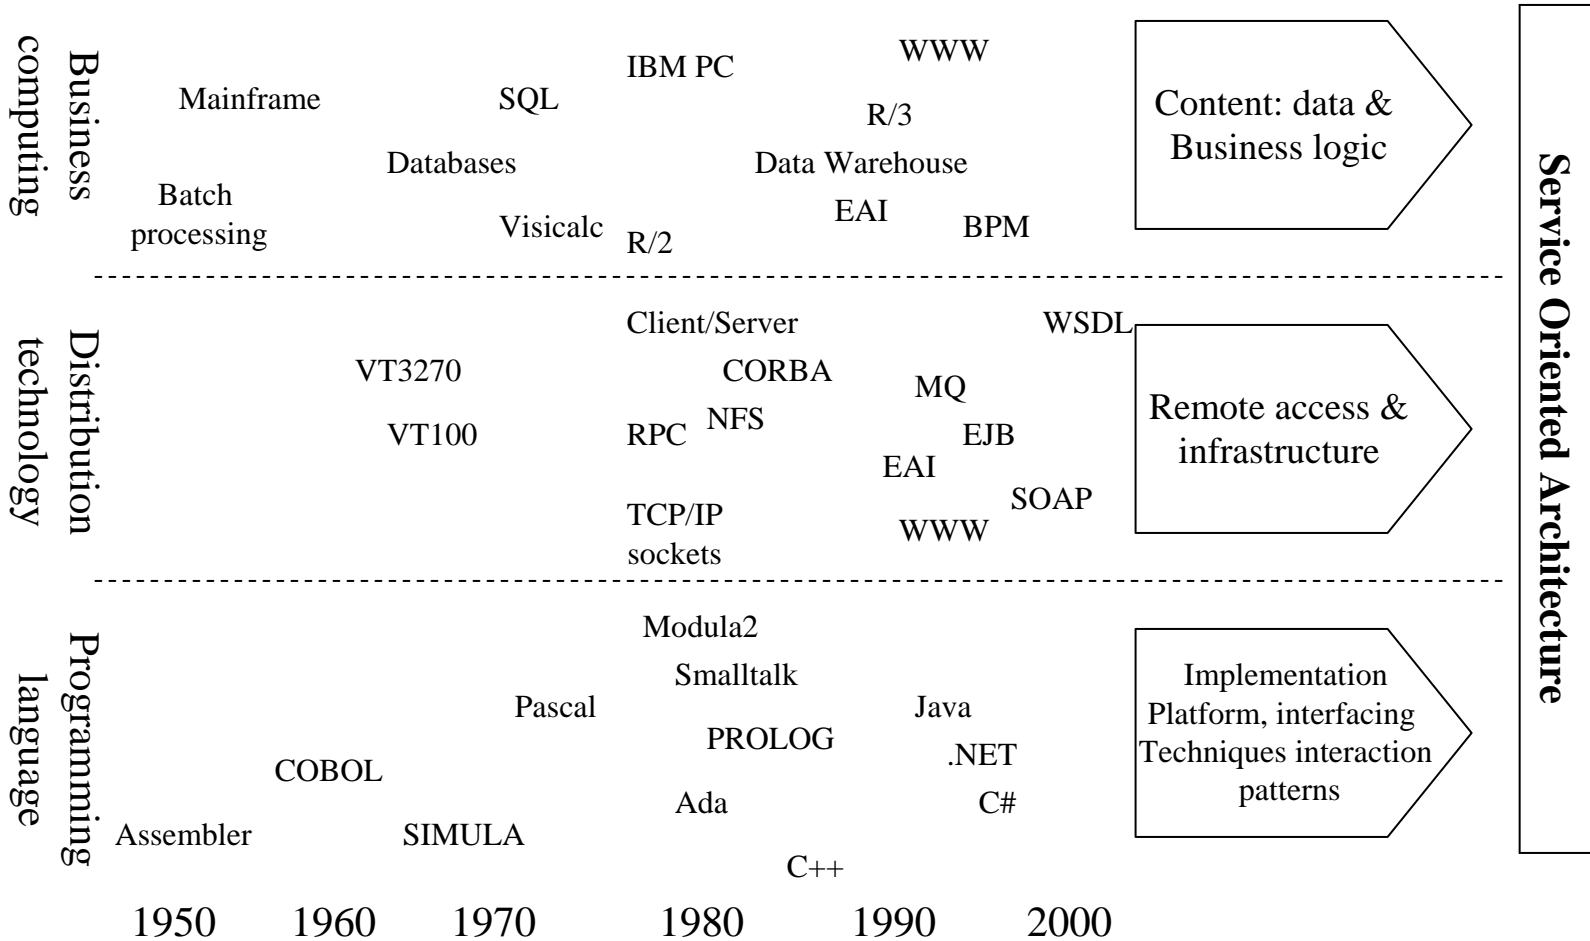 Business
computing
WWW
IBM PC
Mainframe
SQL
R/3
Databases
Data Warehouse
Batch
processing
EAI
Visicalc
R/2
BPM
Content: data &
Business logic
Distribution
technology
Client/Server
WSDL
VT3270
CORBA
MQ
NFS
VT100
RPC
EJB
EAI
SOAP
TCP/IP
sockets
WWW
Remote access &
infrastructure
Programming
language
Modula2
Smalltalk
Pascal
Java
PROLOG
.NET
COBOL
Ada
C#
Assembler
SIMULA
C++
Implementation
Platform, interfacing
Techniques interaction
patterns
Service Oriented Architecture
1950
1960
1970
1980
1990
2000